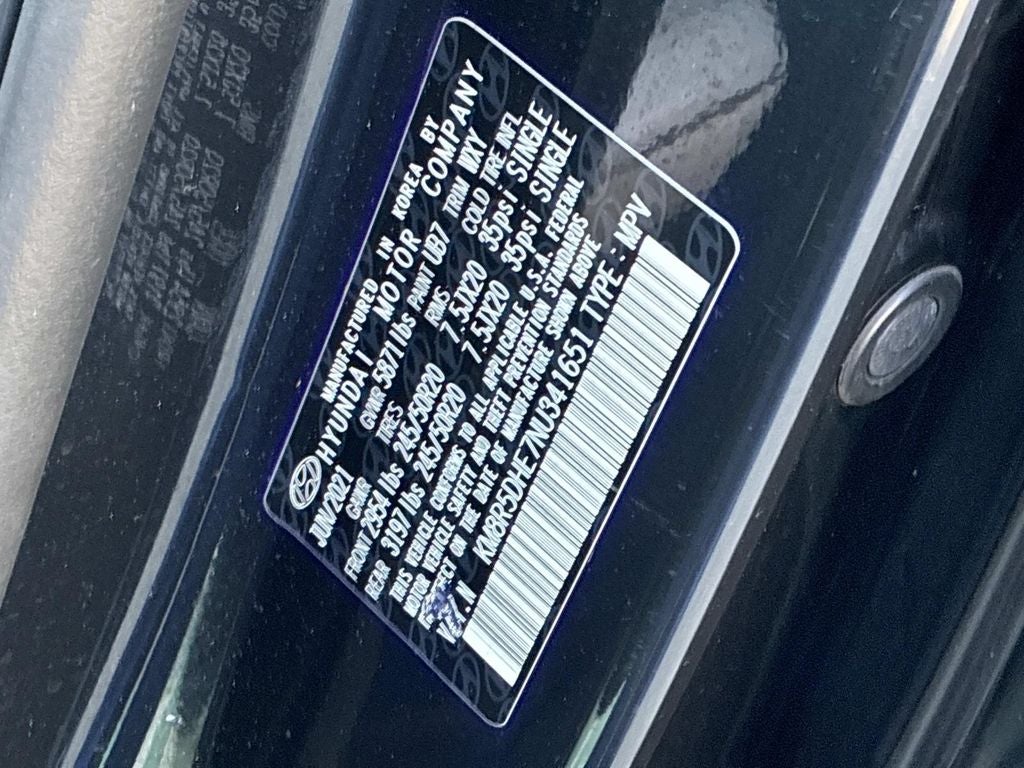 MANUFACTURED IN KOREA BY
HYUNDAI MOTOR COMPANY
JUN/2021 GVWR 5871lbs PAINT UB7 TRIM NXY
GAWR TIRES RIMS COLD TIRE INFL
FRONT 2954 lbs 245/50R20 7.5JX20 35psi SINGLE
REAR 3197 lbs 245/50R20 7.5JX20 35psi SINGLE
THIS VEHICLE CONFORMS TO ALL APPLICABLE U.S.A. FEDERAL
MOTOR VEHICLE SAFETY AND THEFT PREVENTION STANDARDS
EFFECT ON THE DATE OF MANUFACTURE SHOWN ABOVE
V.I.N KM8R5DHE7NU341651 TYPE : MPV